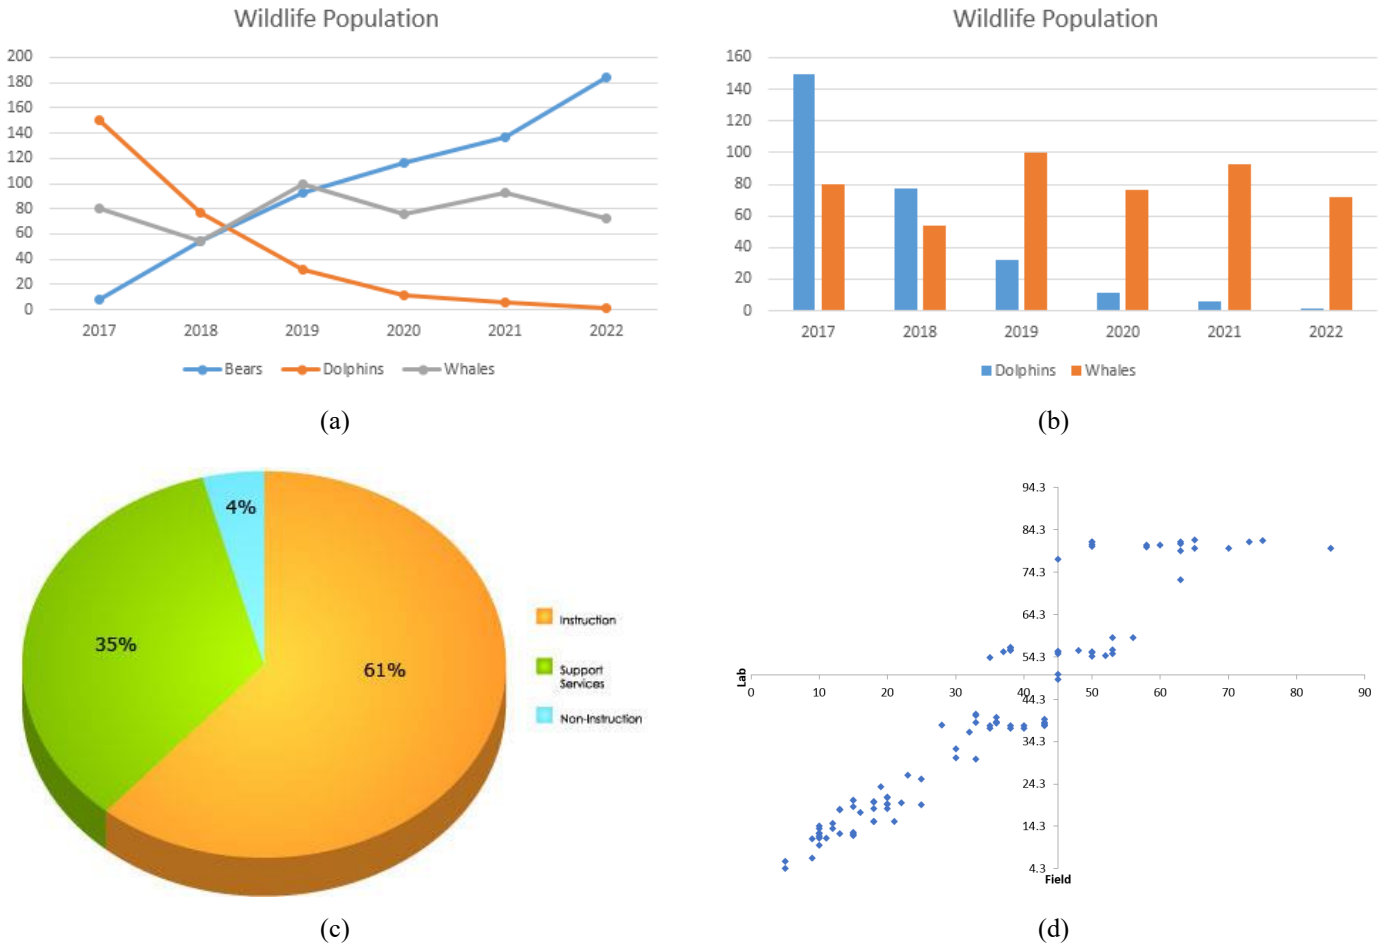 Wildlife Population
200
180
160
140
120
100
80
60
40
20
0
2017 2018 2019 2020 2021 2022
Bears Dolphins Whales
(a)
Wildlife Population
160
140
120
100
80
60
40
20
0
2017 2018 2019 2020 2021 2022
Dolphins Whales
(b)
4%
35%
61%
Instruction
Support
Services
Non-Instruction
(c)
94.3
84.3
74.3
64.3
54.3
Lab
0 10 20 30 40 50 60 70 80 90
44.3
34.3
24.3
14.3
4.3
Field
(d)